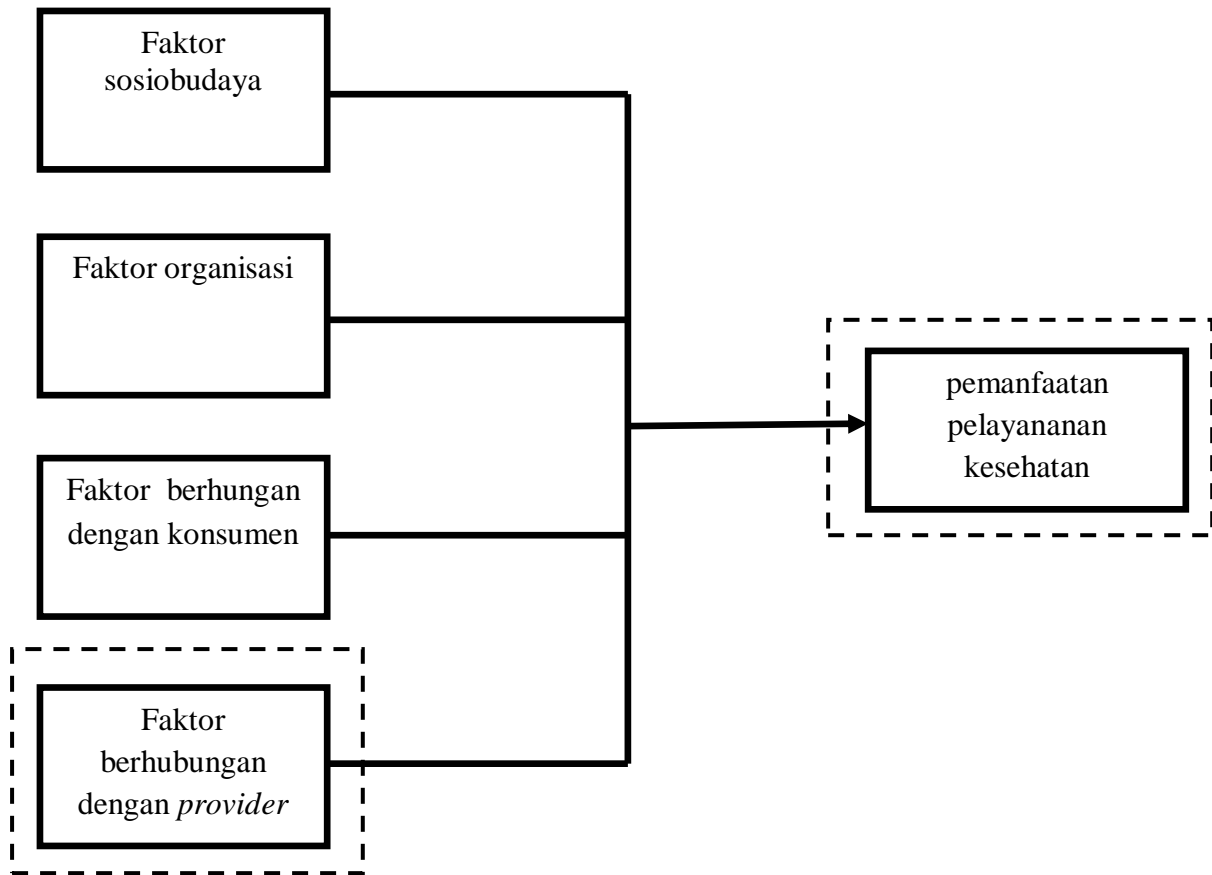 Faktor
sosiobudaya
Faktor organisasi
Faktor berhungan
dengan konsumen
Faktor
berhubungan
dengan provider
pemanfaatan
pelayananan
kesehatan